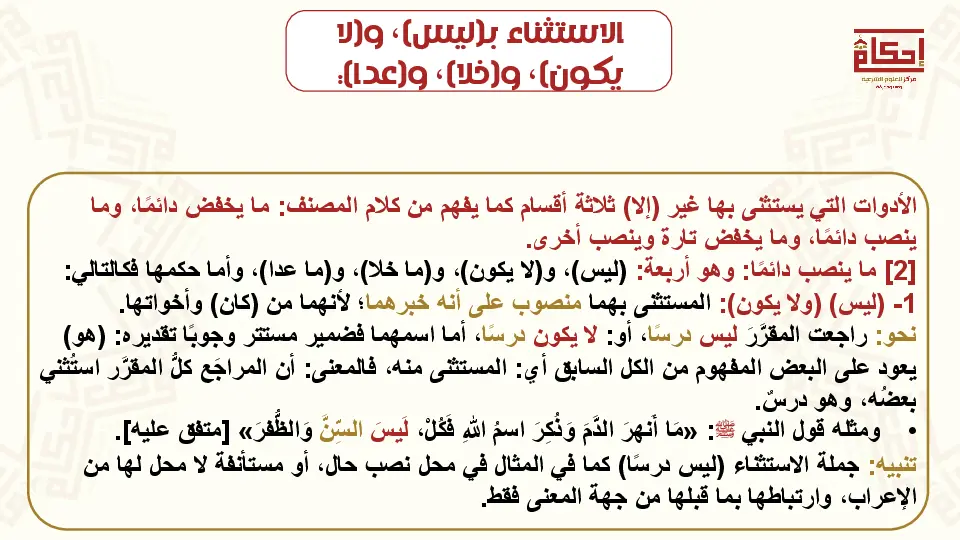 الاستثناء بـ(ليس)، و(لا
يكون)، و(خلا)، و(عدا):
إحكام
مركز للعلوم الشرعية
الأدوات التي يستثنى بها غير (إلا) ثلاثة أقسام كما يفهم من كلام المصنف: ما يخفض دائمًا، وما
ينصب دائمًا، وما يخفض تارة وينصب أخرى.
[2] ما ينصب دائمًا: وهو أربعة: (ليس)، و(لا يكون)، و(ما خلا)، و(ما عدا)، وأما حكمها فكالتالي:
1- (ليس) (ولا يكون): المستثنى بهما منصوب على أنه خبرهما؛ لأنهما من (كان) وأخواتها.
نحو: راجعت المقرَّرَ ليس درسًا، أو: لا يكون درسًا، أما اسمهما فضمير مستتر وجوبًا تقديره: (هو)
يعود على البعض المفهوم من الكل السابق أي: المستثنى منه، فالمعنى: أن المراجَع كلُّ المقرَّر استُثني
بعضُه، وهو درسٌ.
• ومثله قول النبي ﷺ: «مَا أَنهرَ الدَّمَ وَذُكِرَ اسمُ اللهِ فَكُلْ، لَيسَ السِّنَّ وَالظُّفرَ» [متفق عليه].
تنبيه: جملة الاستثناء (ليس درسًا) كما في المثال في محل نصب حال، أو مستأنفة لا محل لها من
الإعراب، وارتباطها بما قبلها من جهة المعنى فقط.